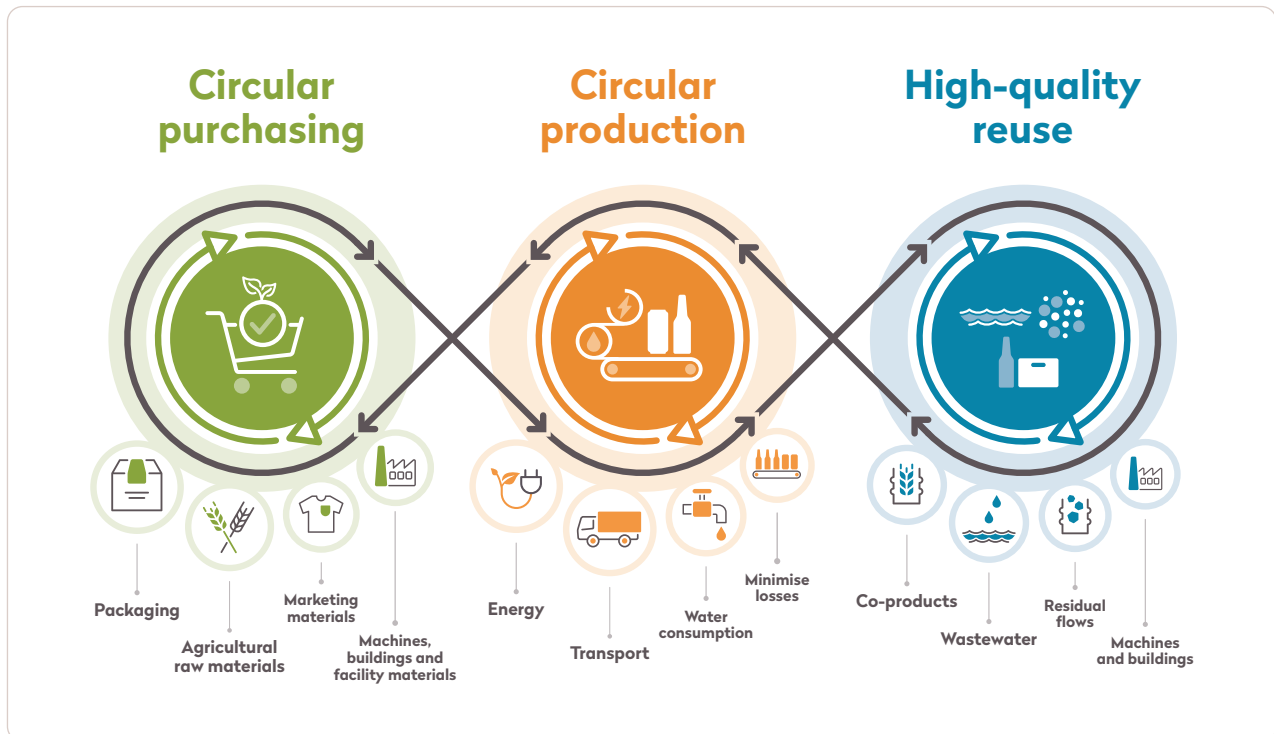 Circular
purchasing
Circular
production
High-quality
reuse
Packaging
Agricultural
raw materials
Marketing
materials
Machines,
buildings and
facility materials
Energy
Transport
Water
consumption
Minimise
losses
Co-products
Wastewater
Residual
flows
Machines
and buildings